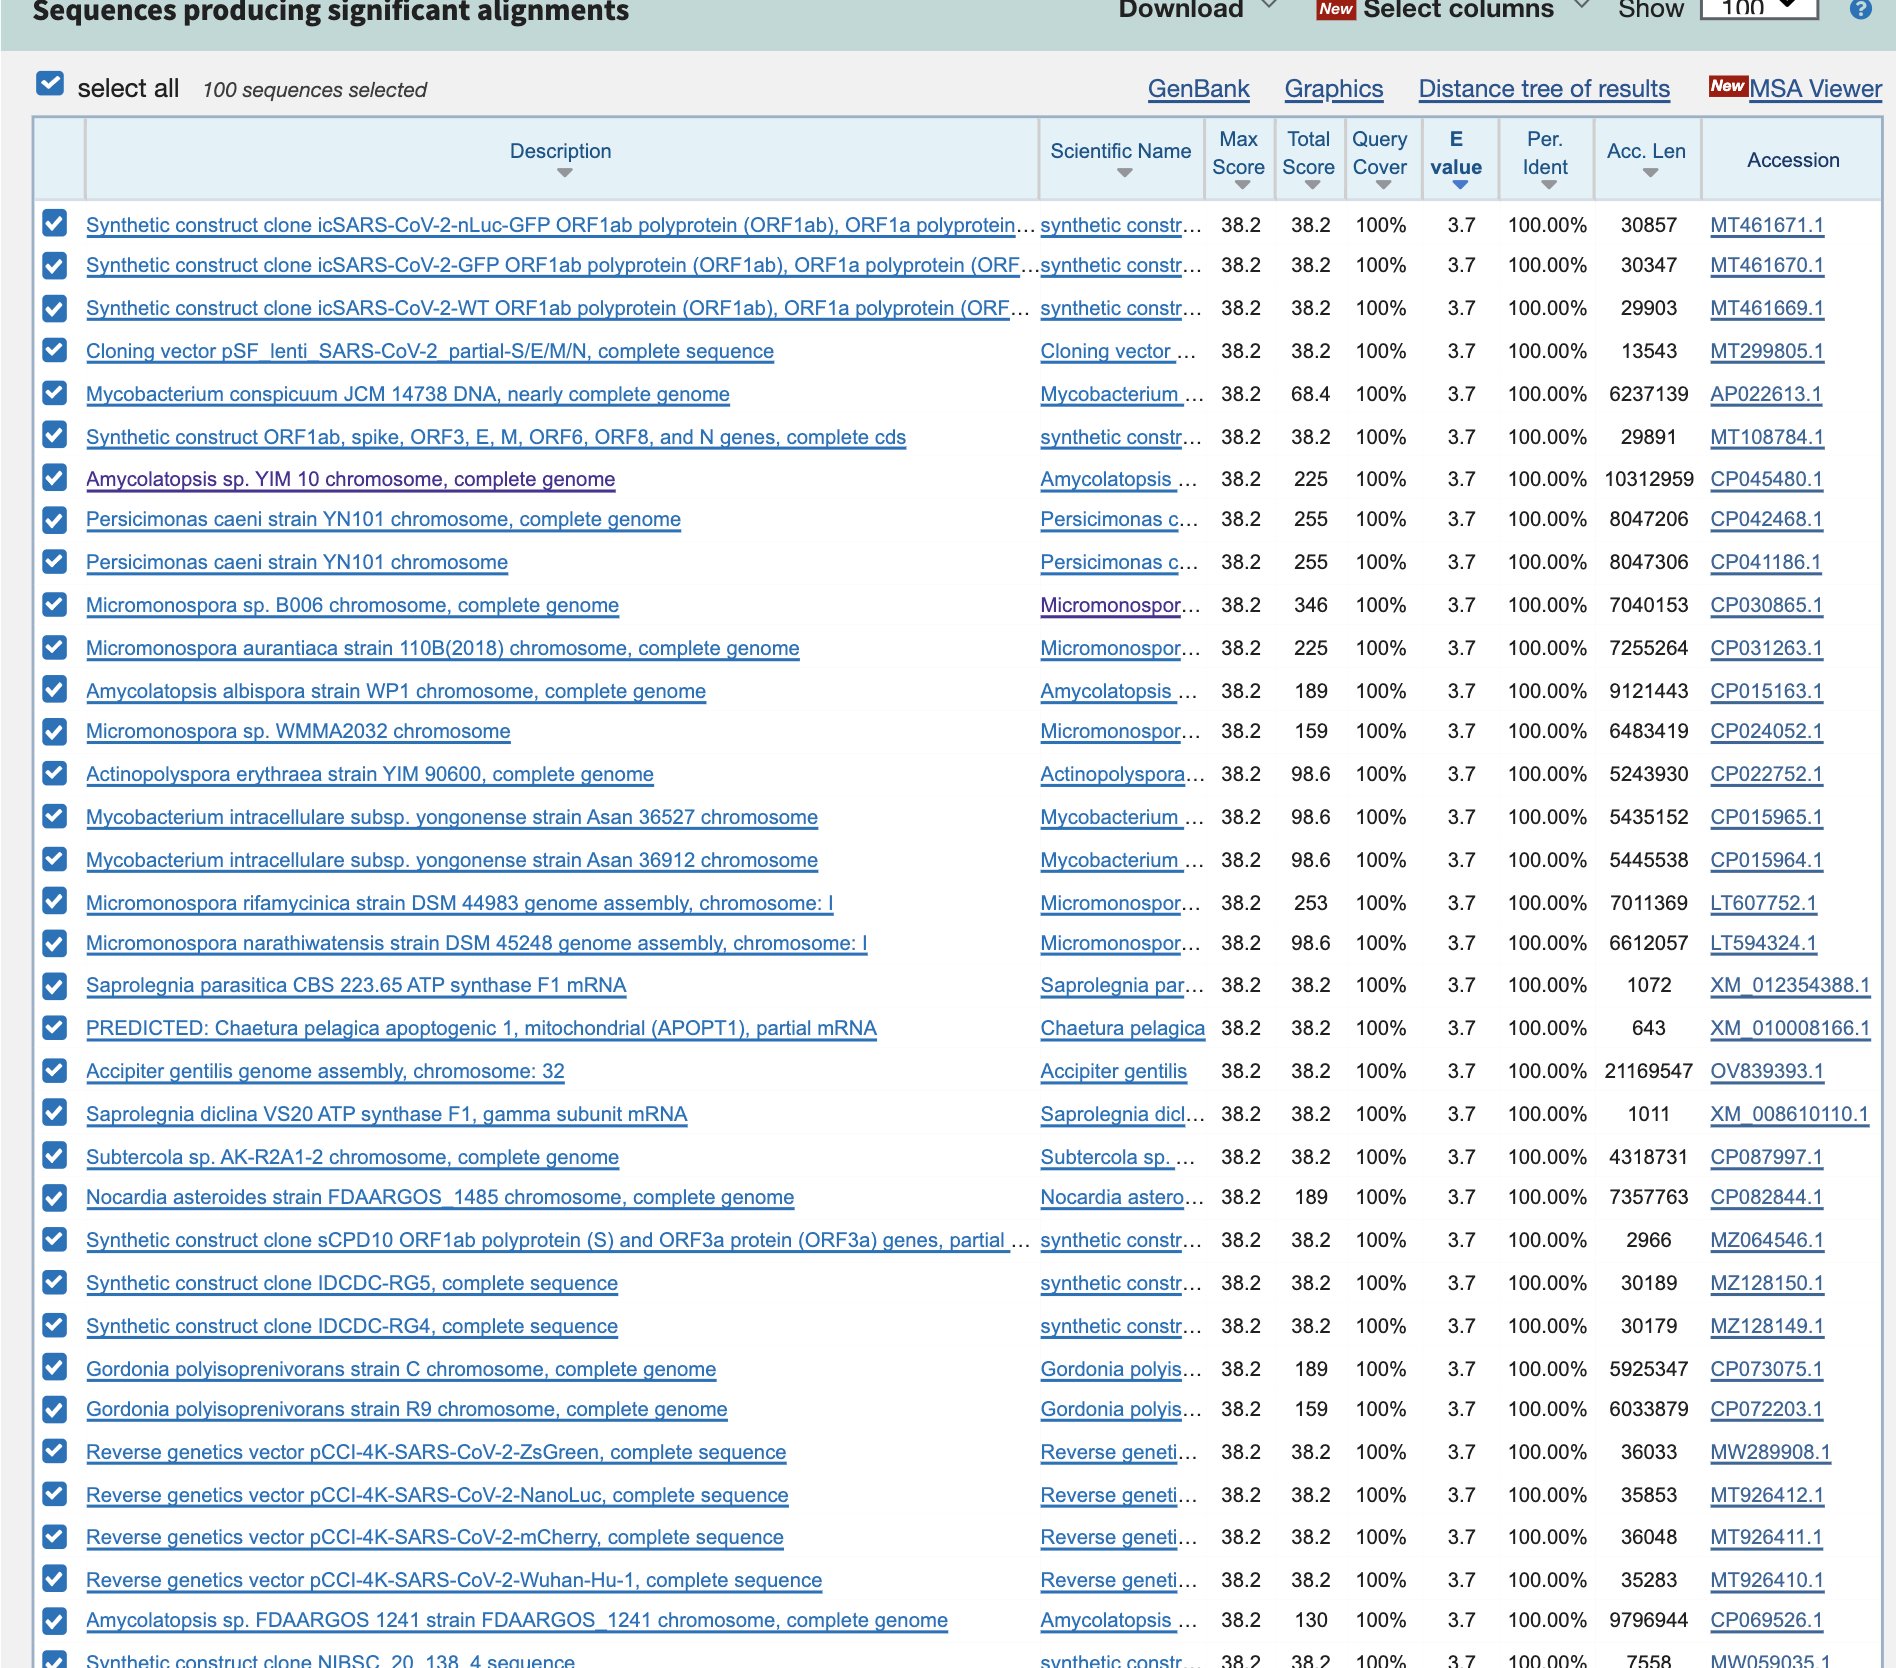 Sequences producing significant alignments Download New Select columns Show 100 ?
select all 100 sequences selected GenBank Graphics Distance tree of results New MSA Viewer
Description Scientific Name Max Score Total Score Query Cover E value Per. Ident Acc. Len Accession
Synthetic construct clone icSARS-CoV-2-nLuc-GFP ORF1ab polyprotein (ORF1ab), ORF1a polyprotein... synthetic constr... 38.2 38.2 100% 3.7 100.00% 30857 MT461671.1
Synthetic construct clone icSARS-CoV-2-GFP ORF1ab polyprotein (ORF1ab), ORF1a polyprotein (ORF... synthetic constr... 38.2 38.2 100% 3.7 100.00% 30347 MT461670.1
Synthetic construct clone icSARS-CoV-2-WT ORF1ab polyprotein (ORF1ab), ORF1a polyprotein (ORF... synthetic constr... 38.2 38.2 100% 3.7 100.00% 29903 MT461669.1
Cloning vector pSF_lenti_SARS-CoV-2_partial-S/E/M/N, complete sequence Cloning vector ... 38.2 38.2 100% 3.7 100.00% 13543 MT299805.1
Mycobacterium conspicuum JCM 14738 DNA, nearly complete genome Mycobacterium ... 38.2 68.4 100% 3.7 100.00% 6237139 AP022613.1
Synthetic construct ORF1ab, spike, ORF3, E, M, ORF6, ORF8, and N genes, complete cds synthetic constr... 38.2 38.2 100% 3.7 100.00% 29891 MT108784.1
Amycolatopsis sp. YIM 10 chromosome, complete genome Amycolatopsis ... 38.2 225 100% 3.7 100.00% 10312959 CP045480.1
Persicimonas caeni strain YN101 chromosome, complete genome Persicimonas c... 38.2 255 100% 3.7 100.00% 8047206 CP042468.1
Persicimonas caeni strain YN101 chromosome Persicimonas c... 38.2 255 100% 3.7 100.00% 8047306 CP041186.1
Micromonospora sp. B006 chromosome, complete genome Micromonospor... 38.2 346 100% 3.7 100.00% 7040153 CP030865.1
Micromonospora aurantiaca strain 110B(2018) chromosome, complete genome Micromonospor... 38.2 225 100% 3.7 100.00% 7255264 CP031263.1
Amycolatopsis albispora strain WP1 chromosome, complete genome Amycolatopsis ... 38.2 189 100% 3.7 100.00% 9121443 CP015163.1
Micromonospora sp. WMMA2032 chromosome Micromonospor... 38.2 159 100% 3.7 100.00% 6483419 CP024052.1
Actinopolyspora erythraea strain YIM 90600, complete genome Actinopolyspora... 38.2 98.6 100% 3.7 100.00% 5243930 CP022752.1
Mycobacterium intracellulare subsp. yongonense strain Asan 36527 chromosome Mycobacterium ... 38.2 98.6 100% 3.7 100.00% 5435152 CP015965.1
Mycobacterium intracellulare subsp. yongonense strain Asan 36912 chromosome Mycobacterium ... 38.2 98.6 100% 3.7 100.00% 5445538 CP015964.1
Micromonospora rifamycinica strain DSM 44983 genome assembly, chromosome: I Micromonospor... 38.2 253 100% 3.7 100.00% 7011369 LT607752.1
Micromonospora narathiwatensis strain DSM 45248 genome assembly, chromosome: I Micromonospor... 38.2 98.6 100% 3.7 100.00% 6612057 LT594324.1
Saprolegnia parasitica CBS 223.65 ATP synthase F1 mRNA Saprolegnia par... 38.2 38.2 100% 3.7 100.00% 1072 XM_012354388.1
PREDICTED: Chaetura pelagica apoptogenic 1, mitochondrial (APOPT1), partial mRNA Chaetura pelagica 38.2 38.2 100% 3.7 100.00% 643 XM_010008166.1
Accipiter gentilis genome assembly, chromosome: 32 Accipiter gentilis 38.2 38.2 100% 3.7 100.00% 21169547 OV839393.1
Saprolegnia diclina VS20 ATP synthase F1, gamma subunit mRNA Saprolegnia dicl... 38.2 38.2 100% 3.7 100.00% 1011 XM_008610110.1
Subtercola sp. AK-R2A1-2 chromosome, complete genome Subtercola sp. ... 38.2 38.2 100% 3.7 100.00% 4318731 CP087997.1
Nocardia asteroides strain FDAARGOS_1485 chromosome, complete genome Nocardia astero... 38.2 189 100% 3.7 100.00% 7357763 CP082844.1
Synthetic construct clone sCPD10 ORF1ab polyprotein (S) and ORF3a protein (ORF3a) genes, partial ... synthetic constr... 38.2 38.2 100% 3.7 100.00% 2966 MZ064546.1
Synthetic construct clone IDCDC-RG5, complete sequence synthetic constr... 38.2 38.2 100% 3.7 100.00% 30189 MZ128150.1
Synthetic construct clone IDCDC-RG4, complete sequence synthetic constr... 38.2 38.2 100% 3.7 100.00% 30179 MZ128149.1
Gordonia polyisoprenivorans strain C chromosome, complete genome Gordonia polyis... 38.2 189 100% 3.7 100.00% 5925347 CP073075.1
Gordonia polyisoprenivorans strain R9 chromosome, complete genome Gordonia polyis... 38.2 159 100% 3.7 100.00% 6033879 CP072203.1
Reverse genetics vector pCCI-4K-SARS-CoV-2-ZsGreen, complete sequence Reverse geneti... 38.2 38.2 100% 3.7 100.00% 36033 MW289908.1
Reverse genetics vector pCCI-4K-SARS-CoV-2-NanoLuc, complete sequence Reverse geneti... 38.2 38.2 100% 3.7 100.00% 35853 MT926412.1
Reverse genetics vector pCCI-4K-SARS-CoV-2-mCherry, complete sequence Reverse geneti... 38.2 38.2 100% 3.7 100.00% 36048 MT926411.1
Reverse genetics vector pCCI-4K-SARS-CoV-2-Wuhan-Hu-1, complete sequence Reverse geneti... 38.2 38.2 100% 3.7 100.00% 35283 MT926410.1
Amycolatopsis sp. FDAARGOS 1241 strain FDAARGOS_1241 chromosome, complete genome Amycolatopsis ... 38.2 130 100% 3.7 100.00% 9796944 CP069526.1
Synthetic construct clone NIBSC_20_138_4 sequence synthetic constr... 38.2 38.2 100% 3.7 100.00% 7558 MW059035.1